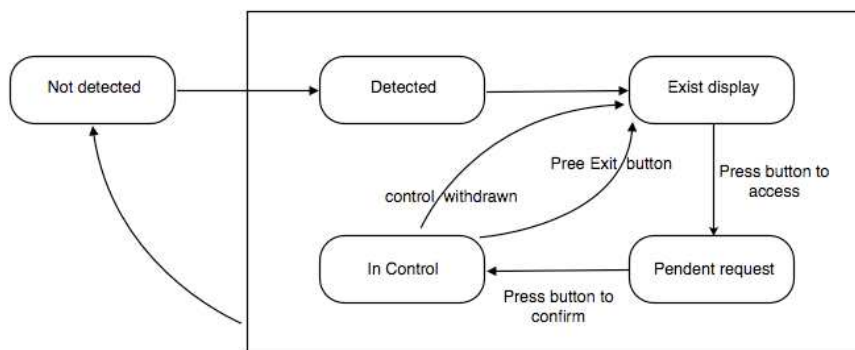 Not detected
Detected
Exist display
Pree Exit button
Press button to
access
control withdrawn
In Control
Pendent request
Press button to
confirm